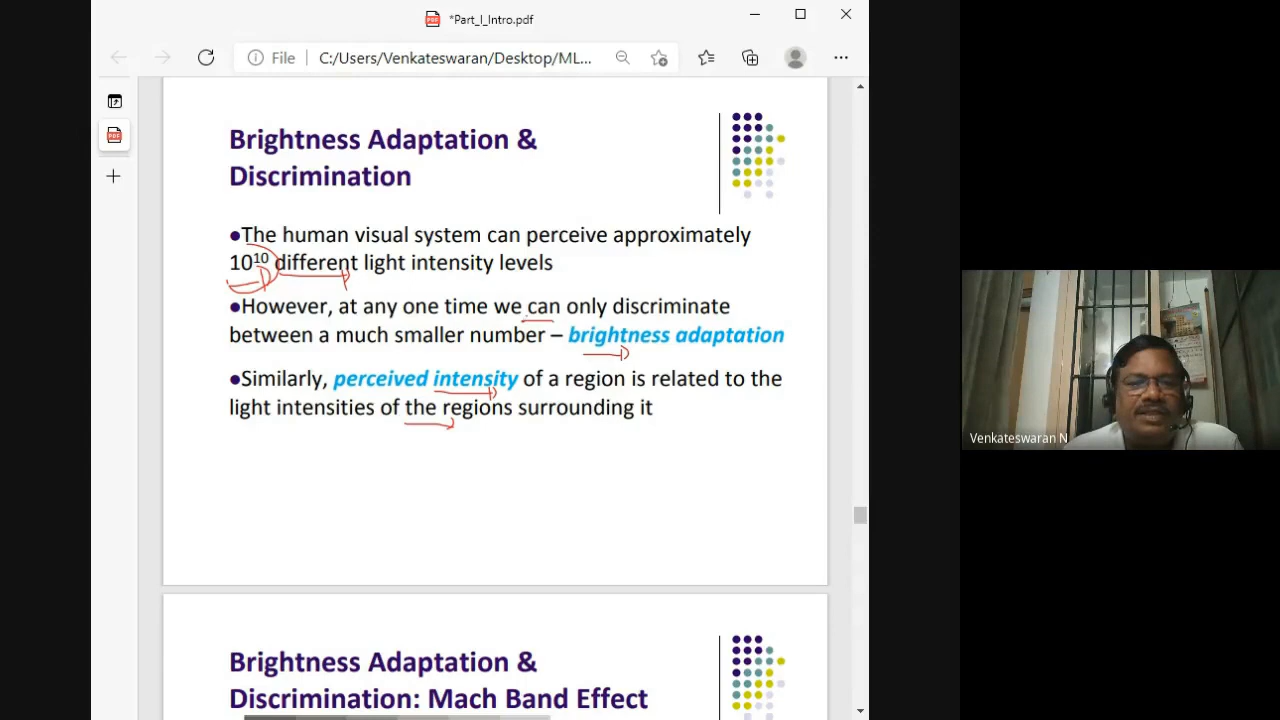 *Part_I_Intro.pdf
File C:/Users/Venkateswaran/Desktop/ML...
Brightness Adaptation &
Discrimination
●The human visual system can perceive approximately
10¹⁰ different light intensity levels
●However, at any one time we can only discriminate
between a much smaller number – brightness adaptation
●Similarly, perceived intensity of a region is related to the
light intensities of the regions surrounding it
Brightness Adaptation &
Discrimination: Mach Band Effect
Venkateswaran N